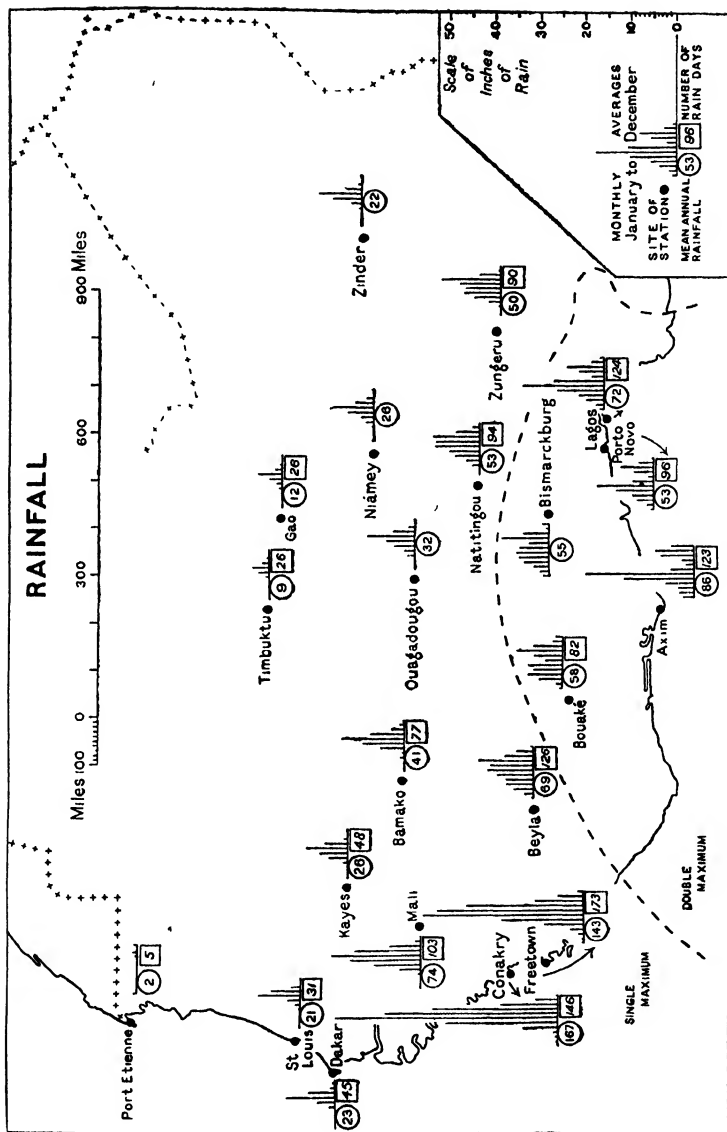 RAINFALL
Miles 100 0 300 600 900 Miles
Port Etienne
2 5
St Louis
21 31
Dakar
23 45
Kayes
26 48
Timbuktu
9 26
Gao
12 26
Zinder
22
Niámey
Bamako
41 77
Ouagadougou
32
Mali
74 103
Natitingou
53 94
Zungeru
50 90
Conakry
167 146
Freetown
143 173
Beyla
69 126
Bouaké
58 82
Bismarckburg
55
Lagos
72 124
Porto Novo
53 96
Axim
86 123
SINGLE MAXIMUM
DOUBLE MAXIMUM
Scale of Inches of Rain
50
40
30
20
10
0
MONTHLY AVERAGES
January to December
SITE OF STATION
53 96
MEAN ANNUAL RAINFALL
NUMBER OF RAIN DAYS